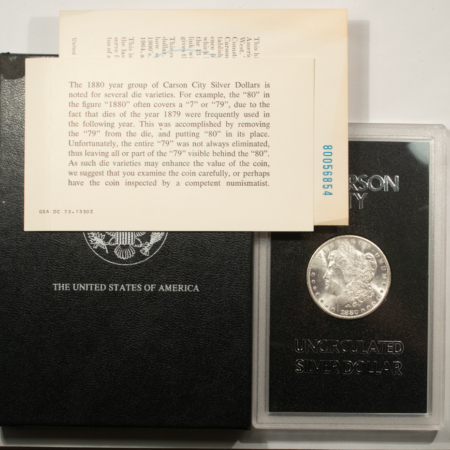 The 1880 year group of Carson City Silver Dollars is
noted for several die varieties. For example, the “80” in
the figure “1880” often covers a “7” or “79”, due to the
fact that dies of the year 1879 were frequently used in
the following year. This was accomplished by removing
the “79” from the die, and putting “80” in its place.
Unfortunately, the entire “79” was not always eliminated,
thus leaving all or part of the “79” visible behind the “80”.
As such die varieties may enhance the value of the coin,
we suggest that you examine the coin carefully, or perhaps
have the coin inspected by a competent numismatist.
GSA DC 73-
80056854
THE UNITED STATES OF AMERICA
ARSON
TY
1880
UNCIRCULATED
SILVER DOLLAR